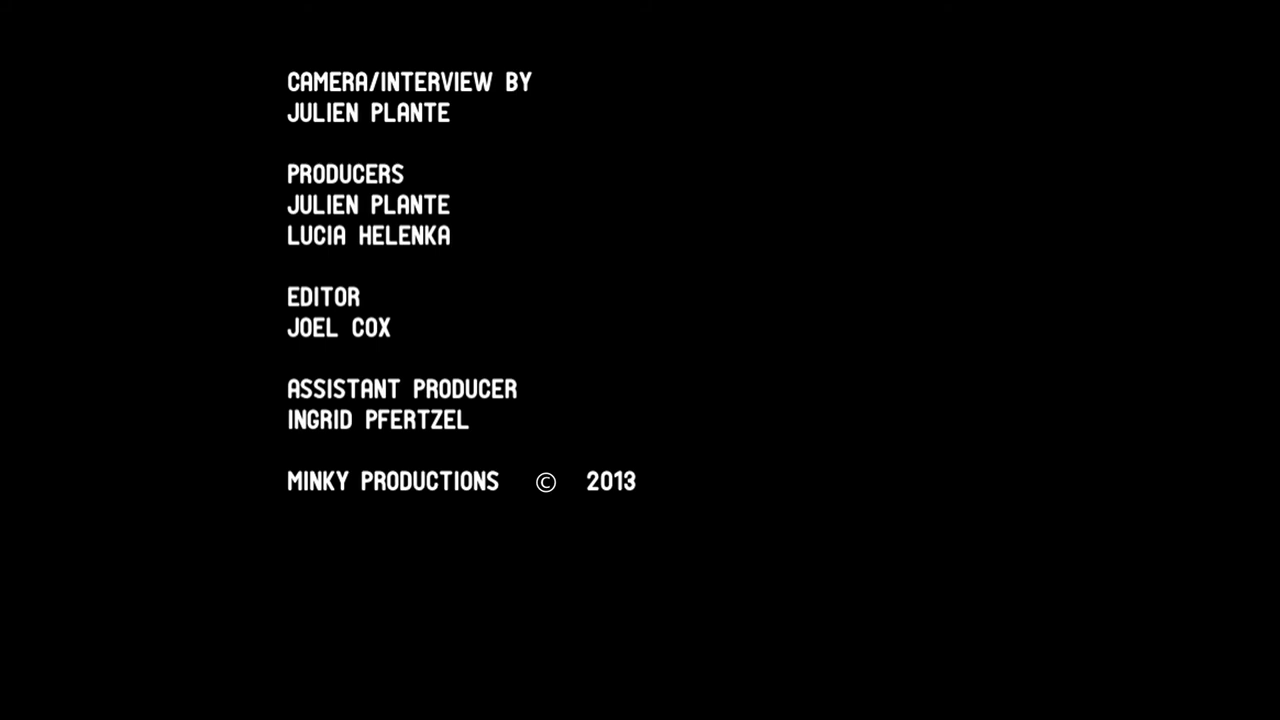 CAMERA/INTERVIEW BY
JULIEN PLANTE
PRODUCERS
JULIEN PLANTE
LUCIA HELENKA
EDITOR
JOEL COX
ASSISTANT PRODUCER
INGRID PFERTZEL
MINKY PRODUCTIONS © 2013